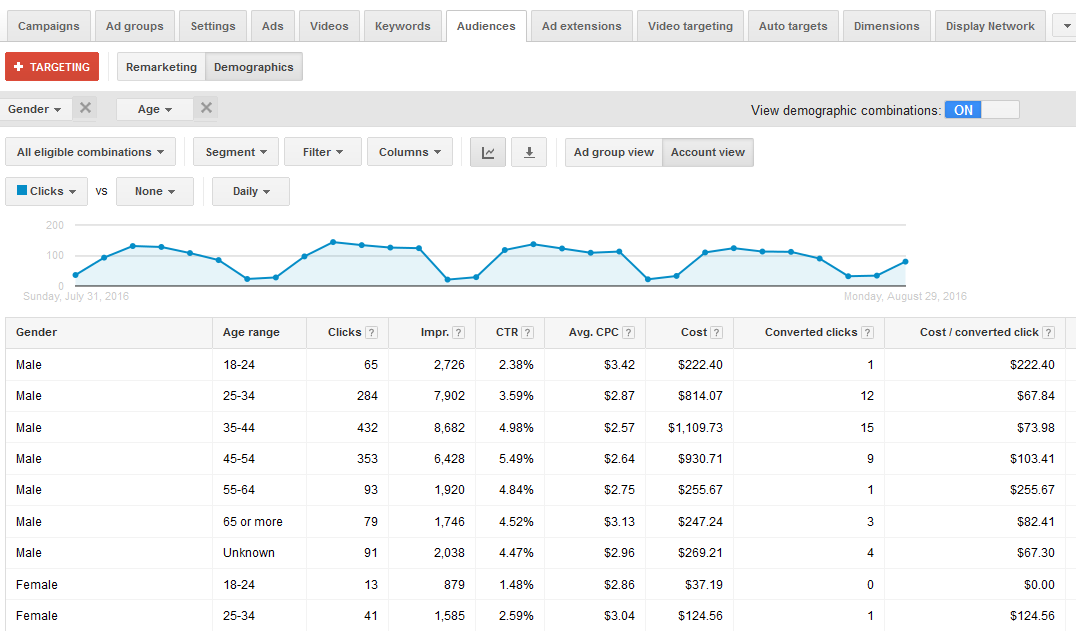 Campaigns Ad groups Settings Ads Videos Keywords Audiences Ad extensions Video targeting Auto targets Dimensions Display Network
+ TARGETING Remarketing Demographics
Gender Age View demographic combinations: ON
All eligible combinations Segment Filter Columns Ad group view Account view
Clicks vs None Daily
200
100
0
Sunday, July 31, 2016 Monday, August 29, 2016
Gender Age range Clicks ? Impr. ? CTR ? Avg. CPC ? Cost ? Converted clicks ? Cost / converted click ?
Male 18-24 65 2,726 2.38% $3.42 $222.40 1 $222.40
Male 25-34 284 7,902 3.59% $2.87 $814.07 12 $67.84
Male 35-44 432 8,682 4.98% $2.57 $1,109.73 15 $73.98
Male 45-54 353 6,428 5.49% $2.64 $930.71 9 $103.41
Male 55-64 93 1,920 4.84% $2.75 $255.67 1 $255.67
Male 65 or more 79 1,746 4.52% $3.13 $247.24 3 $82.41
Male Unknown 91 2,038 4.47% $2.96 $269.21 4 $67.30
Female 18-24 13 879 1.48% $2.86 $37.19 0 $0.00
Female 25-34 41 1,585 2.59% $3.04 $124.56 1 $124.56